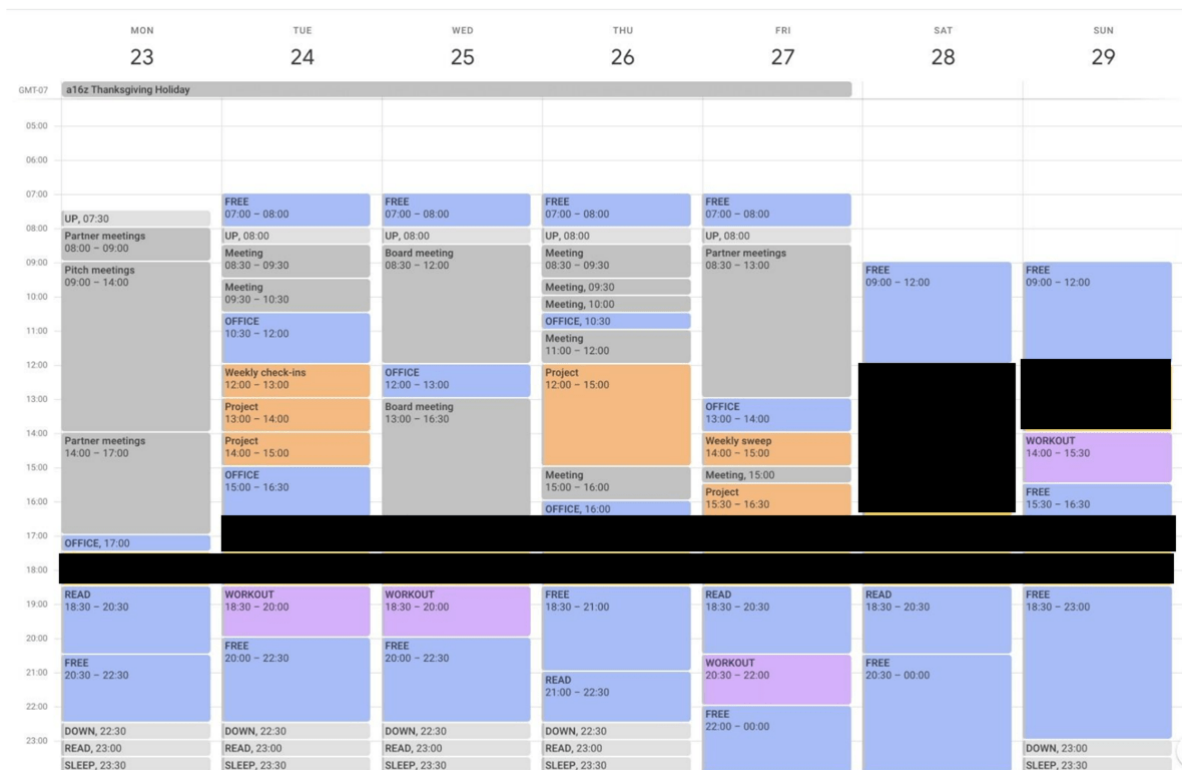 MON
TUE
WED
THU
FRI
SAT
SUN
23
24
25
26
27
28
29
GMT-07
a16z Thanksgiving Holiday
05:00
06:00
07:00
08:00
09:00
10:00
11:00
12:00
13:00
14:00
15:00
16:00
17:00
18:00
19:00
20:00
21:00
22:00
23:00
UP, 07:30
Partner meetings
08:00 – 09:00
Pitch meetings
09:00 – 14:00
Partner meetings
14:00 – 17:00
OFFICE, 17:00
READ
18:30 – 20:30
FREE
20:30 – 22:30
DOWN, 22:30
READ, 23:00
SLEEP, 23:30
FREE
07:00 – 08:00
UP, 08:00
Meeting
08:30 – 09:30
Meeting
09:30 – 10:30
OFFICE
10:30 – 12:00
Weekly check-ins
12:00 – 13:00
Project
13:00 – 14:00
Project
14:00 – 15:00
OFFICE
15:00 – 16:30
WORKOUT
18:30 – 20:00
FREE
20:00 – 22:30
DOWN, 22:30
READ, 23:00
SLEEP, 23:30
FREE
07:00 – 08:00
UP, 08:00
Board meeting
08:30 – 12:00
OFFICE
12:00 – 13:00
Board meeting
13:00 – 16:30
WORKOUT
18:30 – 20:00
FREE
20:00 – 22:30
DOWN, 22:30
READ, 23:00
SLEEP, 23:30
FREE
07:00 – 08:00
UP, 08:00
Meeting
08:30 – 09:30
Meeting, 09:30
Meeting, 10:00
OFFICE, 10:30
Meeting
11:00 – 12:00
Project
12:00 – 15:00
Meeting
15:00 – 16:00
OFFICE, 16:00
FREE
18:30 – 21:00
READ
21:00 – 22:30
DOWN, 22:30
READ, 23:00
SLEEP, 23:30
FREE
07:00 – 08:00
UP, 08:00
Partner meetings
08:30 – 13:00
OFFICE
13:00 – 14:00
Weekly sweep
14:00 – 15:00
Meeting, 15:00
Project
15:30 – 16:30
READ
18:30 – 20:30
WORKOUT
20:30 – 22:00
FREE
22:00 – 00:00
FREE
09:00 – 12:00
READ
18:30 – 20:30
FREE
20:30 – 00:00
FREE
09:00 – 12:00
WORKOUT
14:00 – 15:30
FREE
15:30 – 16:30
FREE
18:30 – 23:00
DOWN, 23:00
SLEEP, 23:30